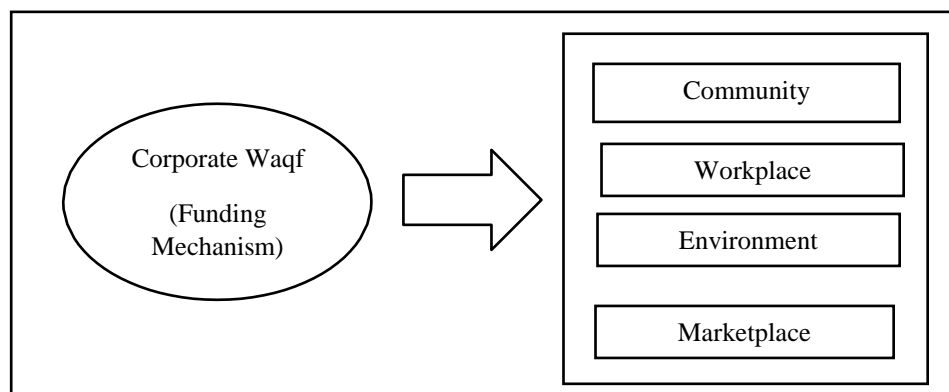 Corporate Waqf
(Funding
Mechanism)
Community
Workplace
Environment
Marketplace